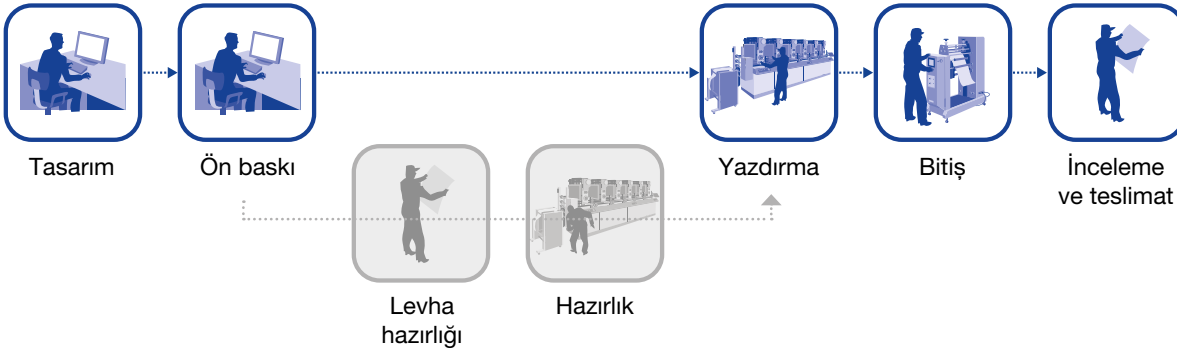 Tasarım
Ön baskı
Yazdırma
Bitiş
İnceleme
ve teslimat
Levha
hazırlığı
Hazırlık